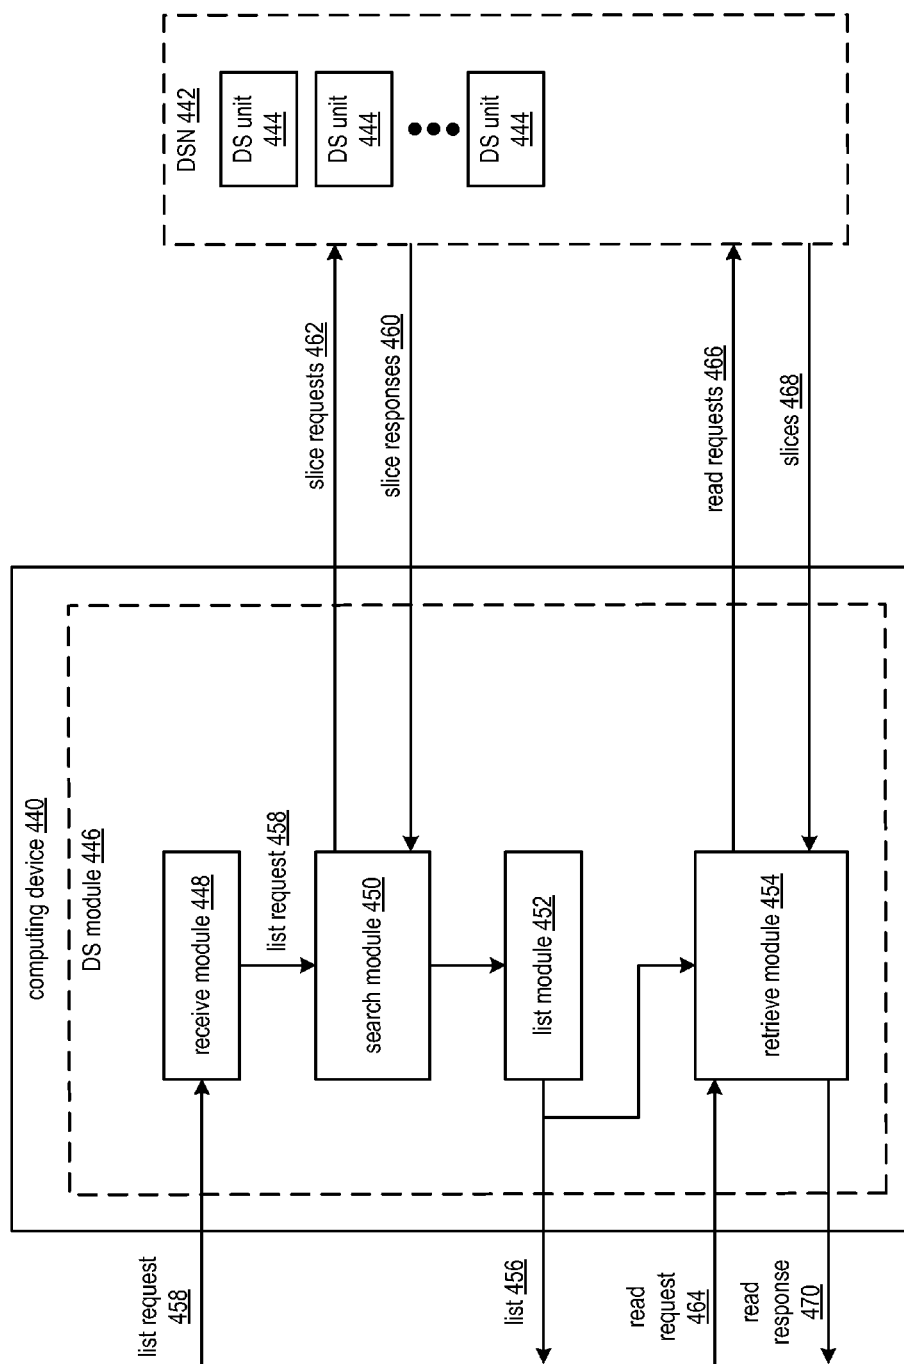 computing device 440
DS module 446
list request
458
receive module 448
list request 458
search module 450
list module 452
list 456
read
request
464
retrieve module 454
read
response
470
slice requests 462
slice responses 460
read requests 466
slices 468
DSN 442
DS unit
444
DS unit
444
DS unit
444